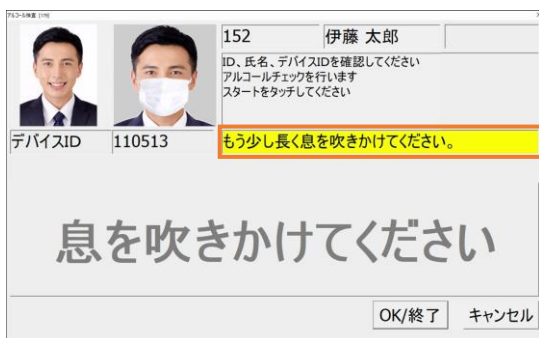 152 伊藤 太郎
ID、氏名、デバイスIDを確認してください
アルコールチェックを行います
スタートをタッチしてください
デバイスID 110513 もう少し長く息を吹きかけてください。
息を吹きかけてください
OK/終了 キャンセル